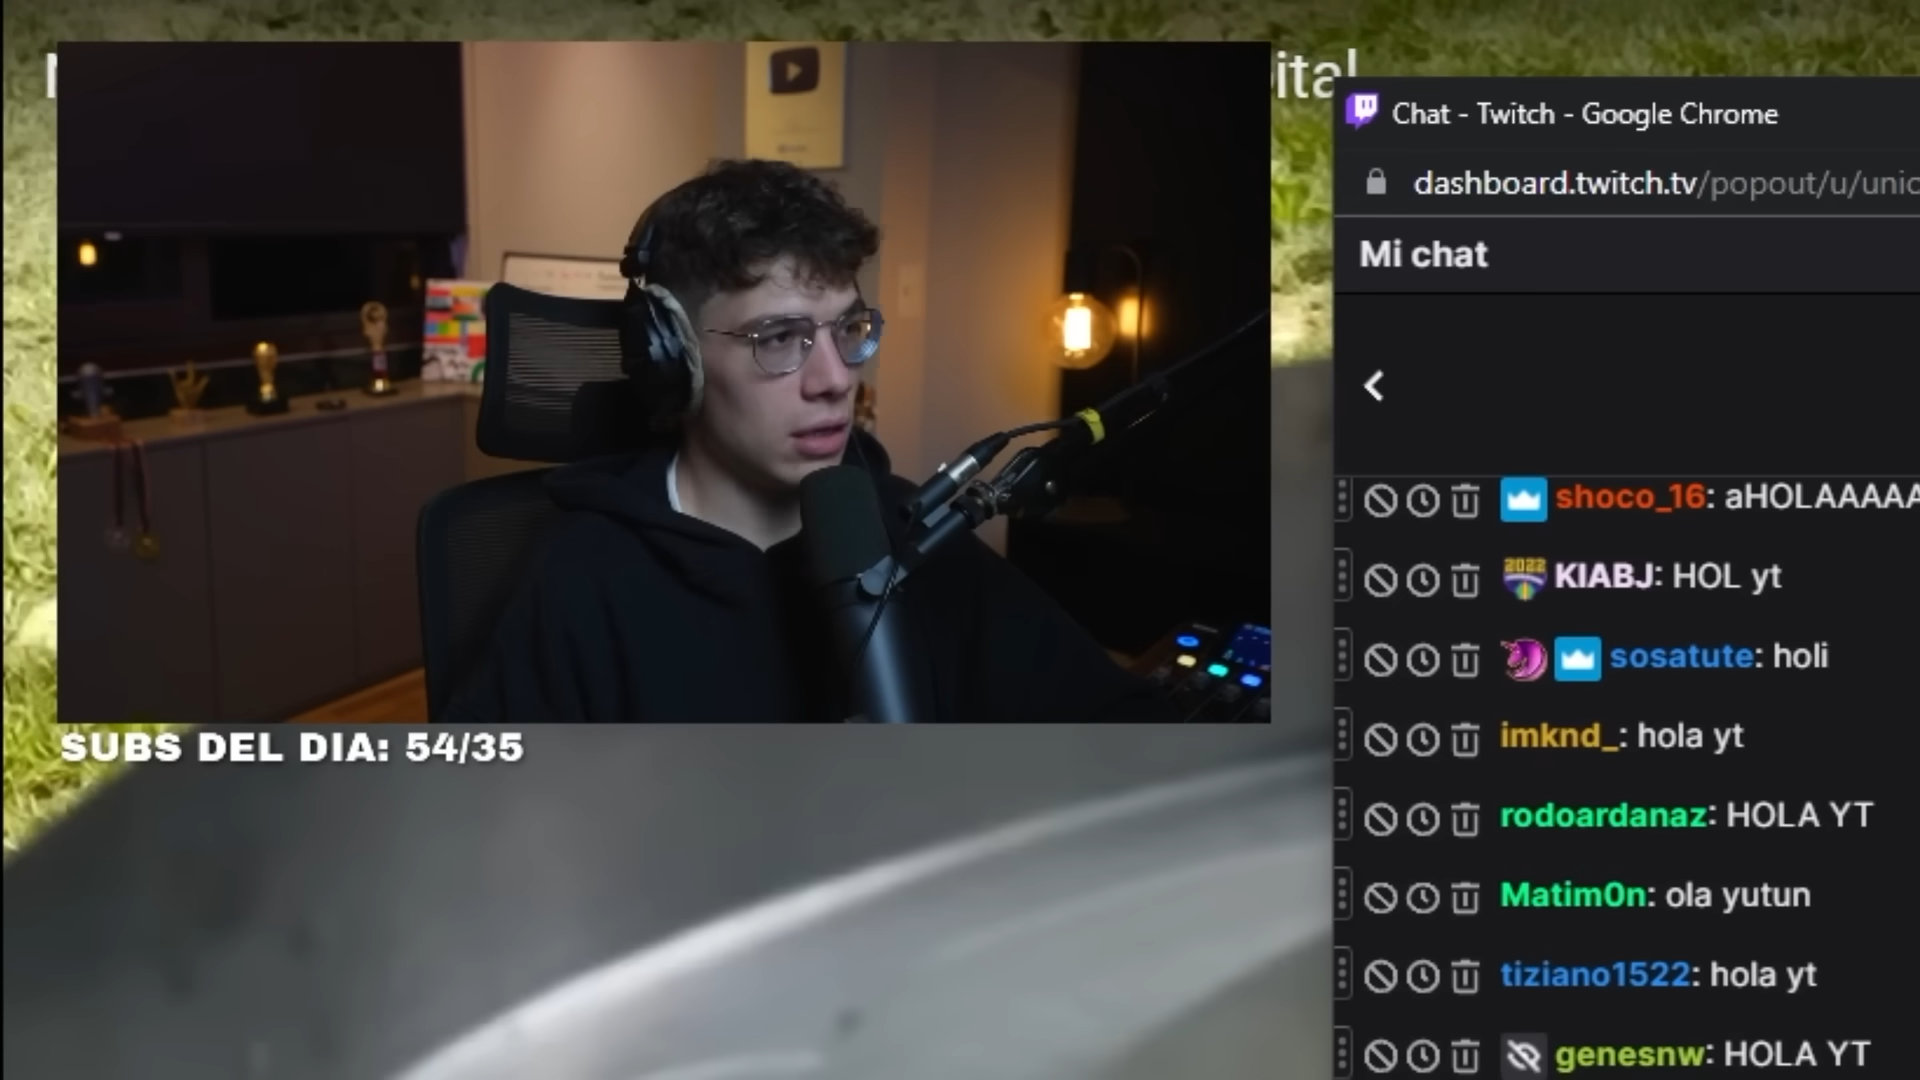 Chat - Twitch - Google Chrome
dashboard.twitch.tv/popout/u/unic
Mi chat
shoco_16: aHOLAAAAA
2022 KIABJ: HOL yt
sosatute: holi
imknd_: hola yt
SUBS DEL DIA: 54/35
rodoardanaz: HOLA YT
Matim0n: ola yutun
tiziano1522: hola yt
genesnw: HOLA YT